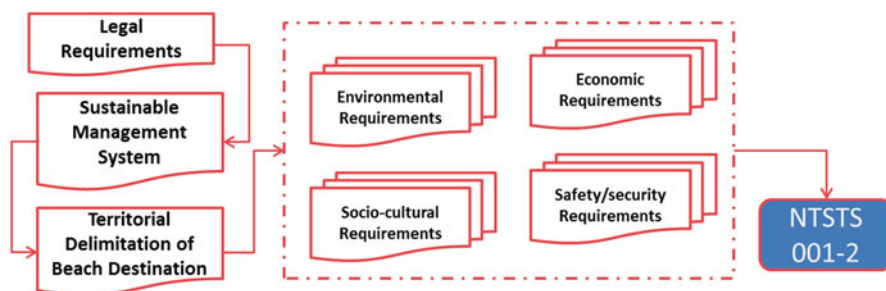 Legal
Requirements
Sustainable
Management
System
Territorial
Delimitation of
Beach Destination
Environmental
Requirements
Economic
Requirements
Socio-cultural
Requirements
Safety/security
Requirements
NTSTS
001-2